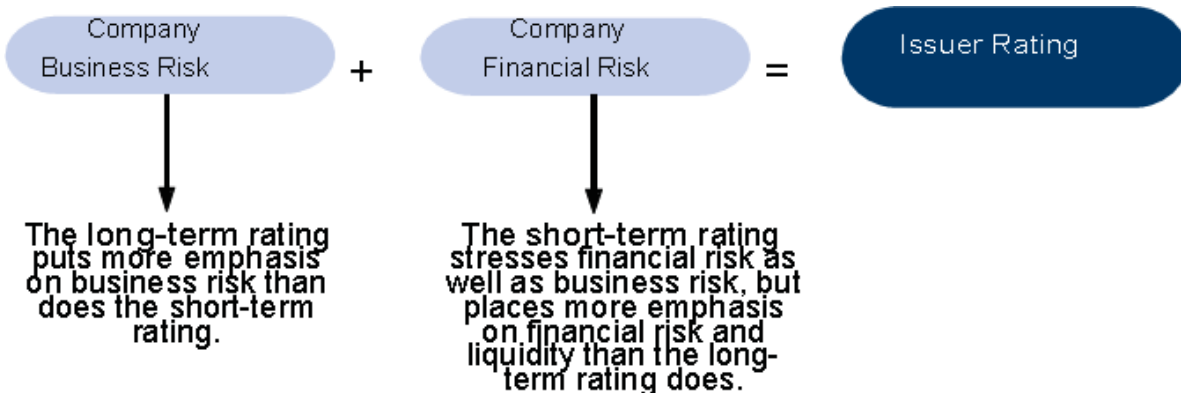 Company
Business Risk
+
Company
Financial Risk
=
Issuer Rating
The long-term rating
puts more emphasis
on business risk than
does the short-term
rating.
The short-term rating
stresses financial risk as
well as business risk, but
places more emphasis
on financial risk and
liquidity than the long-
term rating does.